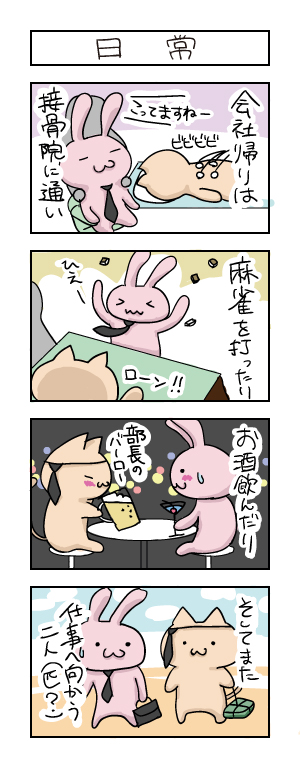 日常
会社帰りは
こってますねー
ビビビビ
接骨院に通い
麻雀を打ったり
ひえー
ローン!!
お酒飲んだり
部長の
バーロー
そしてまた
仕事へ向かう
二人(匹?)